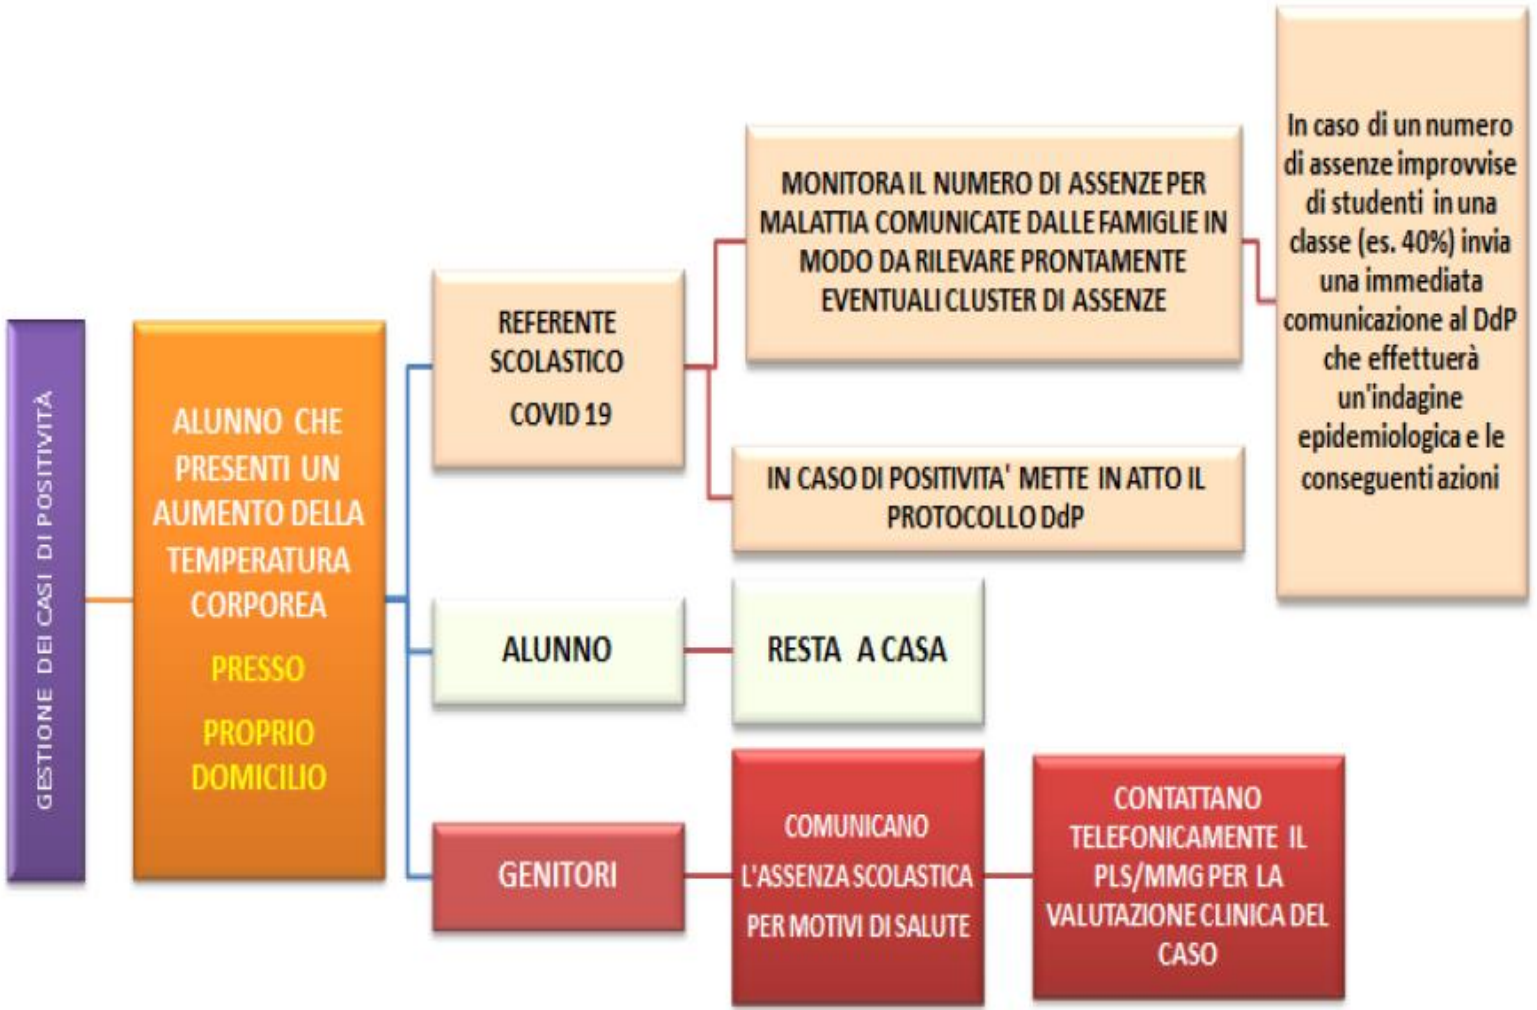 GESTIONE DEI CASI DI POSITIVITÀ
ALUNNO CHE
PRESENTI UN
AUMENTO DELLA
TEMPERATURA
CORPOREA
PRESSO
PROPRIO
DOMICILIO
REFERENTE
SCOLASTICO
COVID 19
MONITORA IL NUMERO DI ASSENZE PER
MALATTIA COMUNICATE DALLE FAMIGLIE IN
MODO DA RILEVARE PRONTAMENTE
EVENTUALI CLUSTER DI ASSENZE
In caso di un numero
di assenze improvvise
di studenti in una
classe (es. 40%) invia
una immediata
comunicazione al DdP
che effettuerà
un'indagine
epidemiologica e le
conseguenti azioni
IN CASO DI POSITIVITA' METTE IN ATTO IL
PROTOCOLLO DdP
ALUNNO
RESTA A CASA
GENITORI
COMUNICANO
L'ASSENZA SCOLASTICA
PER MOTIVI DI SALUTE
CONTATTANO
TELEFONICAMENTE IL
PLS/MMG PER LA
VALUTAZIONE CLINICA DEL
CASO